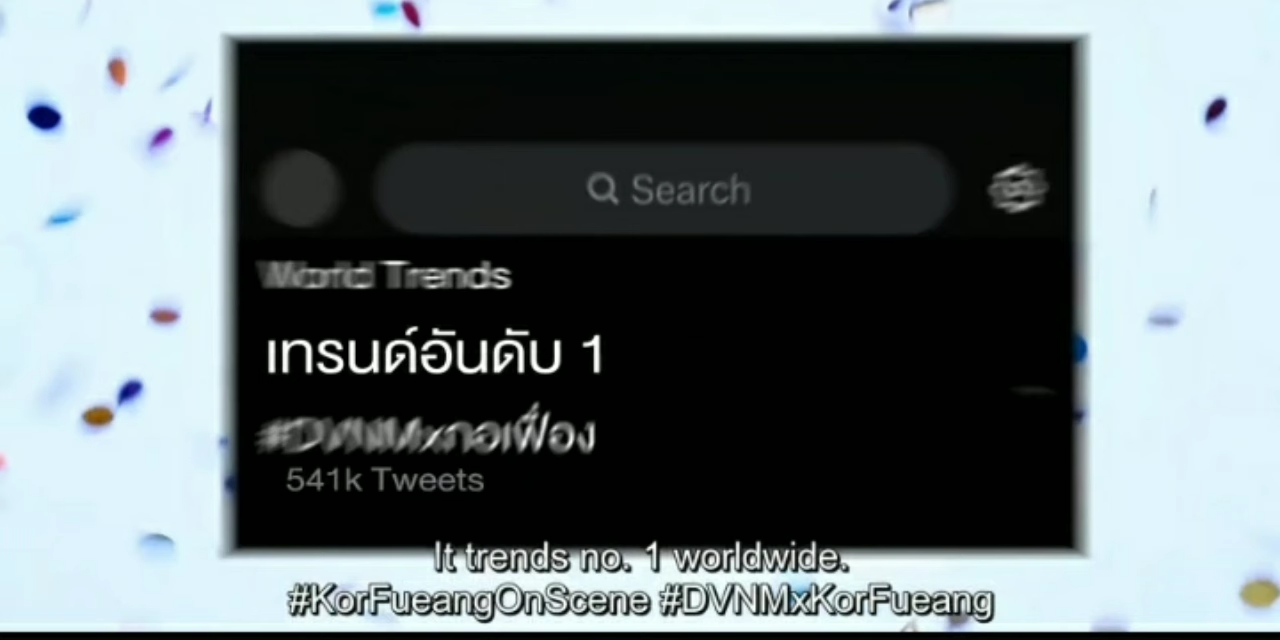 Search
World Trends
เทรนด์อันดับ 1
#DVNMxกอเฟื่อง
541k Tweets
It trends no. 1 worldwide.
#KorFueangOnScene #DVNMxKorFueang